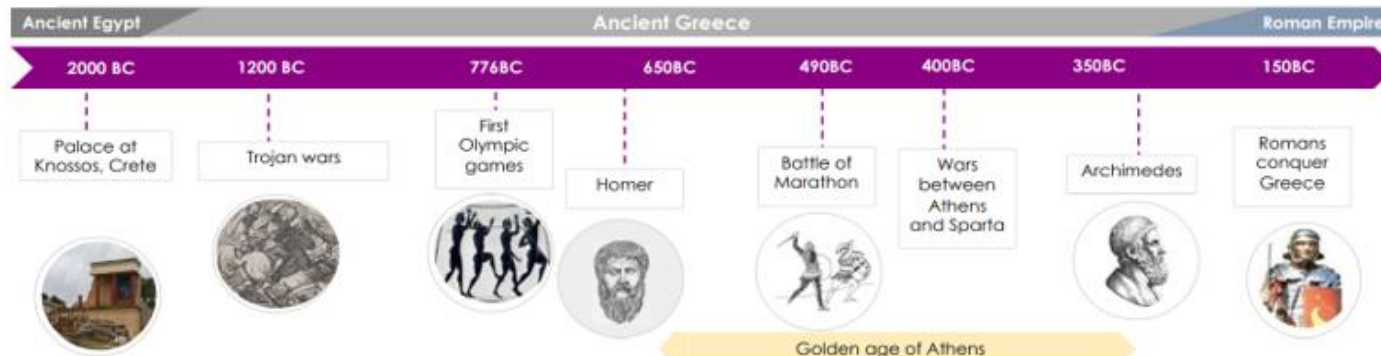 Ancient Egypt
Ancient Greece
Roman Empire
2000 BC
1200 BC
776BC
650BC
490BC
400BC
350BC
150BC
Palace at
Knossos, Crete
Trojan wars
First
Olympic
games
Homer
Battle of
Marathon
Wars
between
Athens
and Sparta
Archimedes
Romans
conquer
Greece
Golden age of Athens